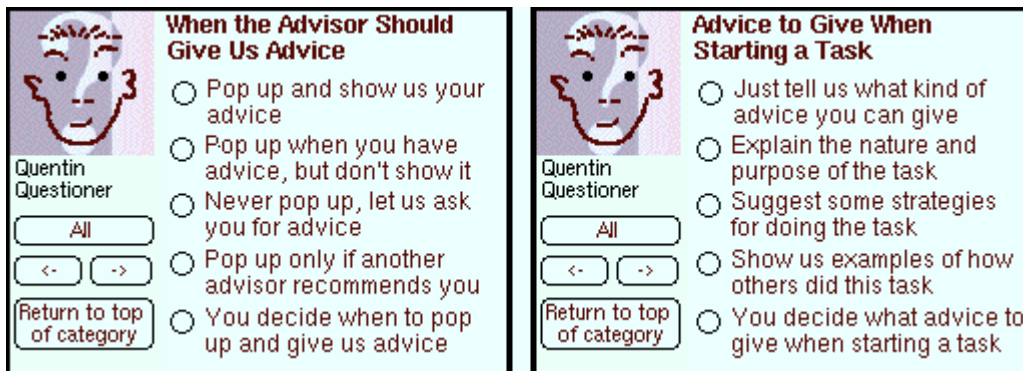 When the Advisor Should
Give Us Advice
Pop up and show us your
advice
Pop up when you have
advice, but don't show it
Never pop up, let us ask
you for advice
Pop up only if another
advisor recommends you
You decide when to pop
up and give us advice
Quentin
Questioner
All
<-
->
Return to top
of category
Advice to Give When
Starting a Task
Just tell us what kind of
advice you can give
Explain the nature and
purpose of the task
Suggest some strategies
for doing the task
Show us examples of how
others did this task
You decide what advice to
give when starting a task
Quentin
Questioner
All
<-
->
Return to top
of category